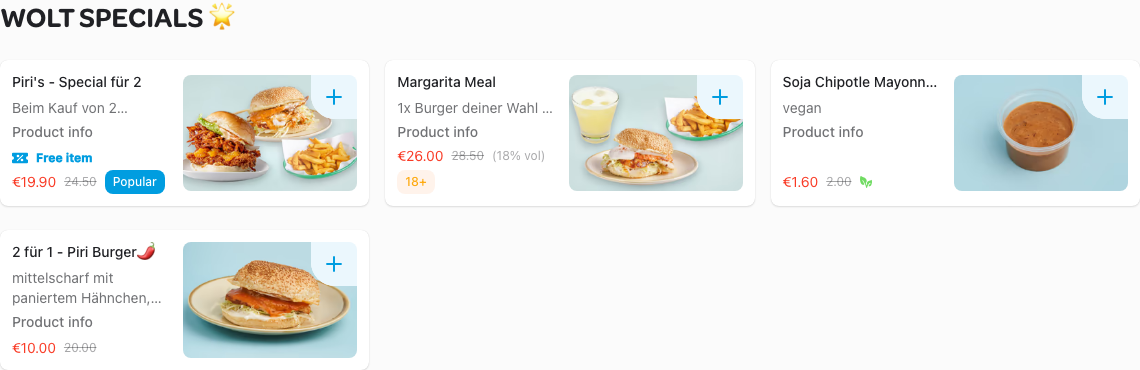 WOLT SPECIALS 🌟
Piri's - Special für 2
Beim Kauf von 2...
Product info
Free item
€19.90 24.50 Popular
Margarita Meal
1x Burger deiner Wahl ...
Product info
€26.00 28.50 (18% vol)
18+
Soja Chipotle Mayonn...
vegan
Product info
€1.60 2.00
2 für 1 - Piri Burger🌶️
mittelscharf mit
paniertem Hähnchen,...
Product info
€10.00 20.00